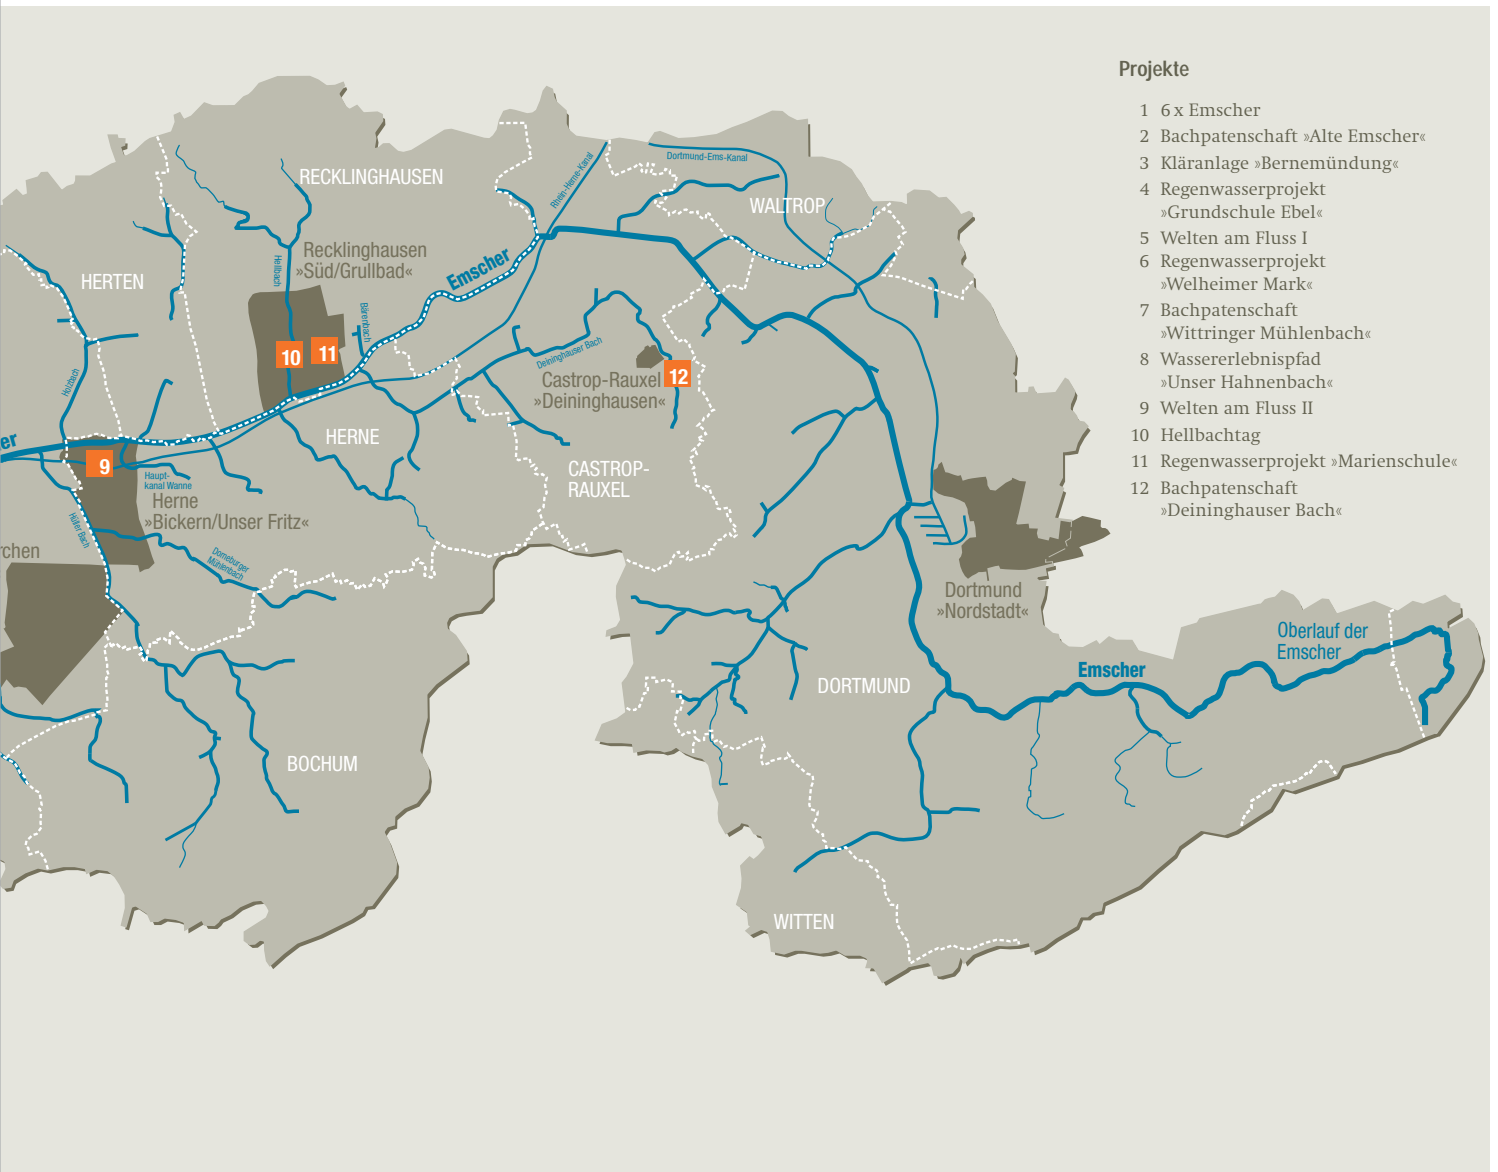 Projekte
1 6 x Emscher
2 Bachpatenschaft »Alte Emscher«
3 Kläranlage »Bernemündung«
4 Regenwasserprojekt
»Grundschule Ebel«
5 Welten am Fluss I
6 Regenwasserprojekt
»Welheimer Mark«
7 Bachpatenschaft
»Wittringer Mühlenbach«
8 Wassererlebnispfad
»Unser Hahnenbach«
9 Welten am Fluss II
10 Hellbachtag
11 Regenwasserprojekt »Marienschule«
12 Bachpatenschaft
»Deininghauser Bach«
Dortmund-Ems-Kanal
Rhein-Herne-Kanal
RECKLINGHAUSEN
WALTROP
Recklinghausen
»Süd/Grullbad«
Hellbach
Emscher
HERTEN
Bärenbach
10
11
Deininghauser Bach
Castrop-Rauxel
»Deininghausen«
12
Holzbach
HERNE
er
9
CASTROP-
RAUXEL
Haupt-
kanal Wanne
Herne
»Bickern/Unser Fritz«
Hüller Bach
rchen
Dorneburger
Mühlenbach
Dortmund
»Nordstadt«
Oberlauf der
Emscher
Emscher
DORTMUND
BOCHUM
WITTEN